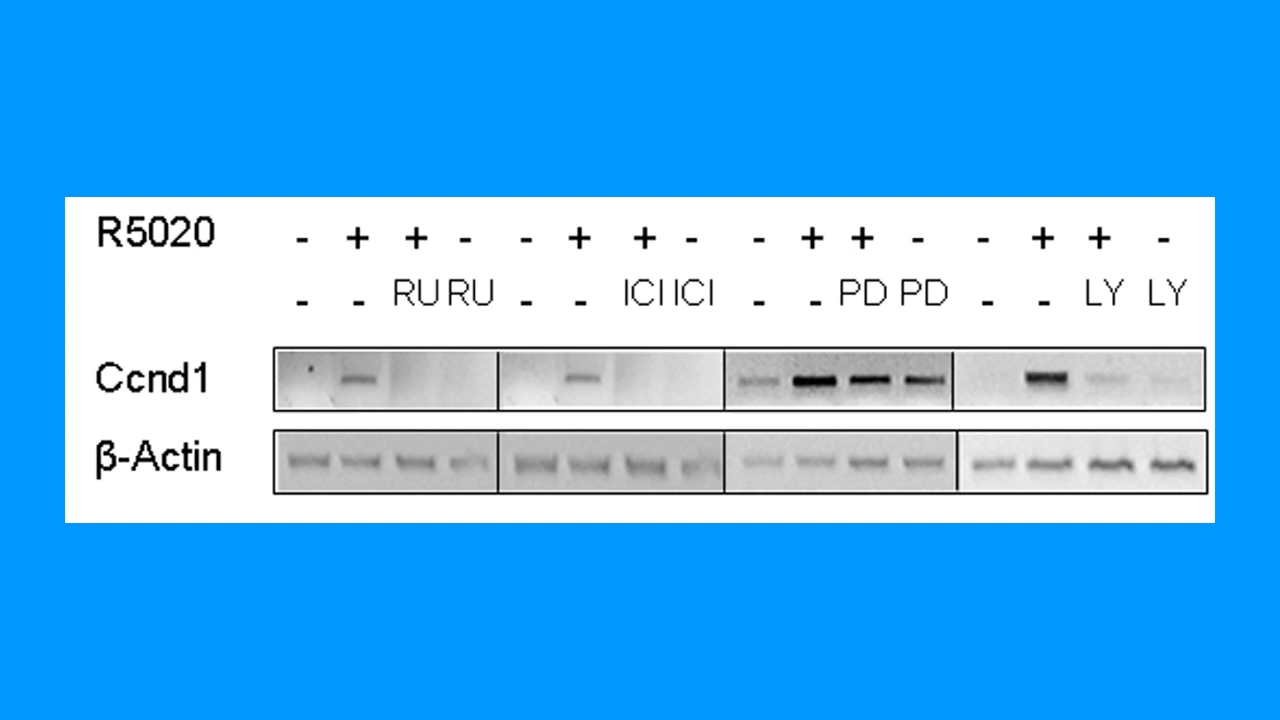 R5020 - + + - - + + - - + + - - + + -
- - RU RU - - ICI ICI - - PD PD - - LY LY
Ccnd1
β-Actin